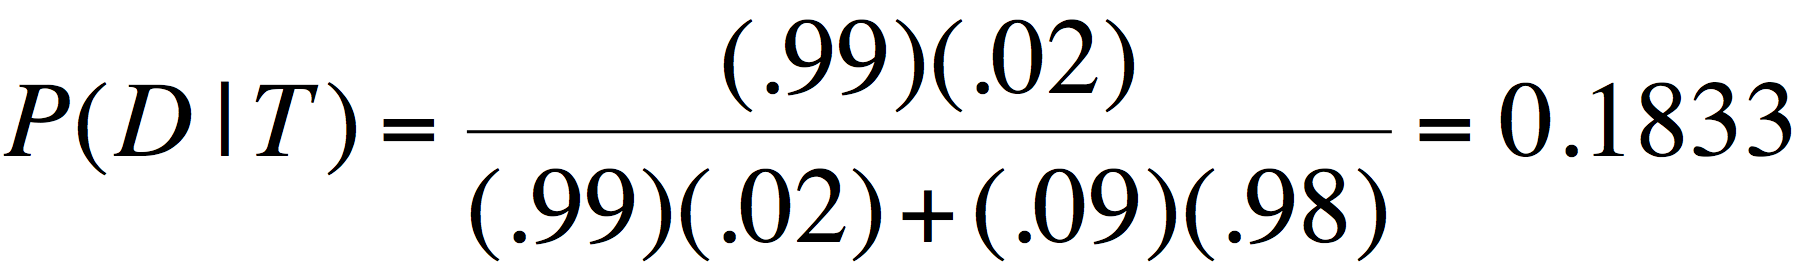 P(D|T) = (.99)(.02) / (.99)(.02)+(.09)(.98) = 0.1833